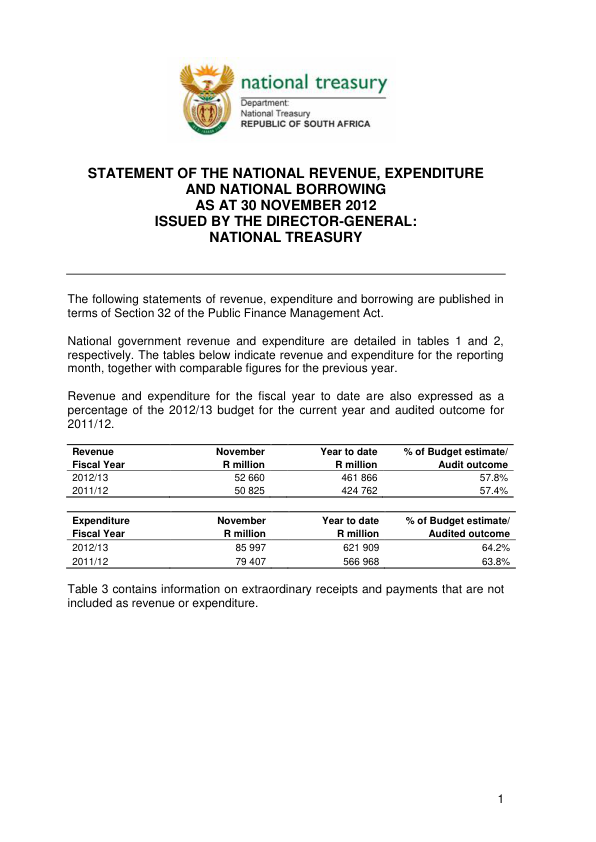 national treasury
Department:
National Treasury
REPUBLIC OF SOUTH AFRICA
STATEMENT OF THE NATIONAL REVENUE, EXPENDITURE
AND NATIONAL BORROWING
AS AT 30 NOVEMBER 2012
ISSUED BY THE DIRECTOR-GENERAL:
NATIONAL TREASURY
The following statements of revenue, expenditure and borrowing are published in
terms of Section 32 of the Public Finance Management Act.
National government revenue and expenditure are detailed in tables 1 and 2,
respectively. The tables below indicate revenue and expenditure for the reporting
month, together with comparable figures for the previous year.
Revenue and expenditure for the fiscal year to date are also expressed as a
percentage of the 2012/13 budget for the current year and audited outcome for
2011/12.
Revenue November Year to date % of Budget estimate/
Fiscal Year R million R million Audit outcome
2012/13 52 660 461 866 57.8%
2011/12 50 825 424 762 57.4%
Expenditure November Year to date % of Budget estimate/
Fiscal Year R million R million Audited outcome
2012/13 85 997 621 909 64.2%
2011/12 79 407 566 968 63.8%
Table 3 contains information on extraordinary receipts and payments that are not
included as revenue or expenditure.
1